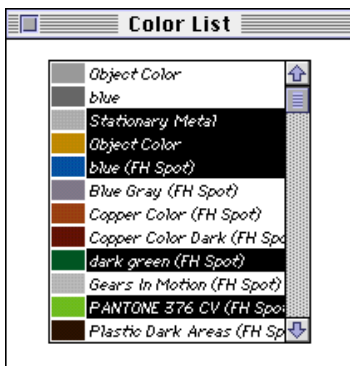 Color List
Object Color
blue
Stationary Metal
Object Color
blue (FH Spot)
Blue Gray (FH Spot)
Copper Color (FH Spot)
Copper Color Dark (FH Spo
dark green (FH Spot)
Gears In Motion (FH Spot)
PANTONE 376 CV (FH Spo
Plastic Dark Areas (FH Sp